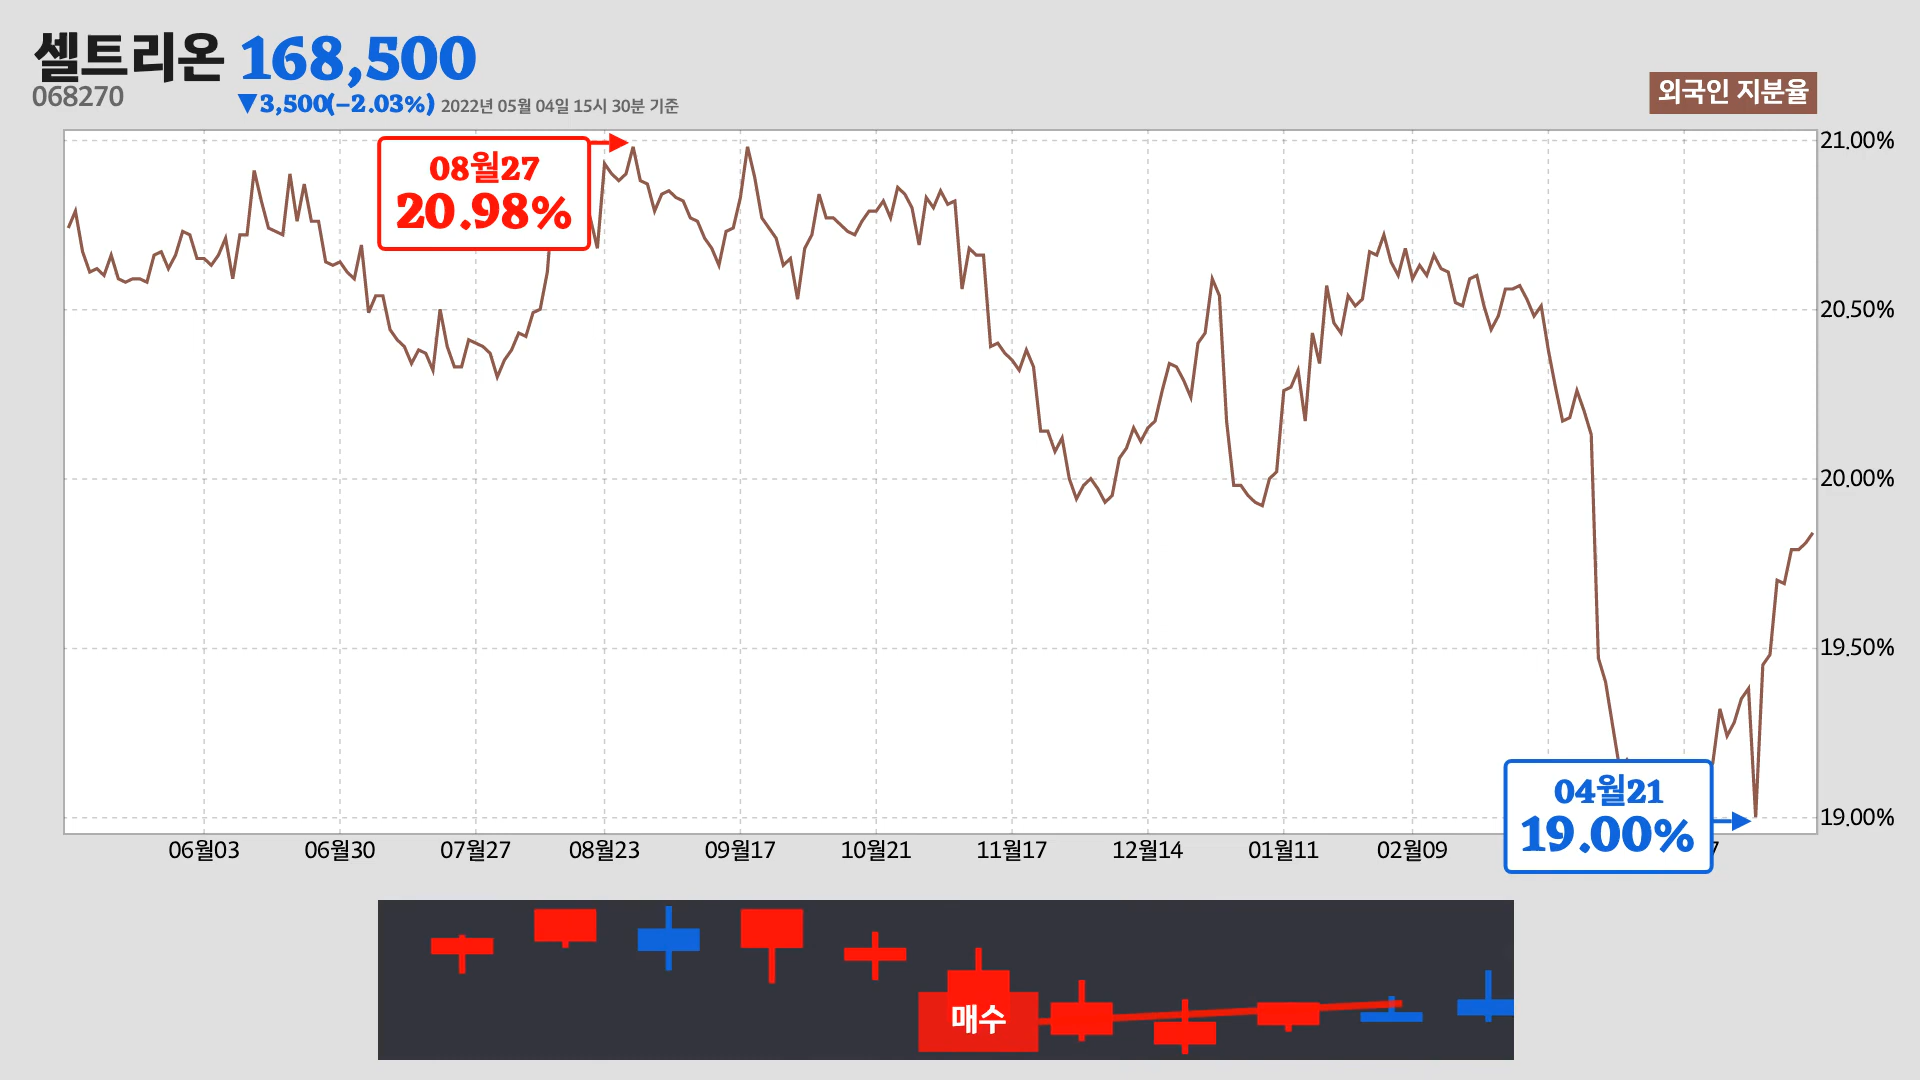 셀트리온 168,500
068270
▼3,500(-2.03%) 2022년 05월 04일 15시 30분 기준
외국인 지분율
08월27
20.98%
21.00%
20.50%
20.00%
19.50%
19.00%
04월21
19.00%
06월03 06월30 07월27 08월23 09월17 10월21 11월17 12월14 01월11 02월09
매수